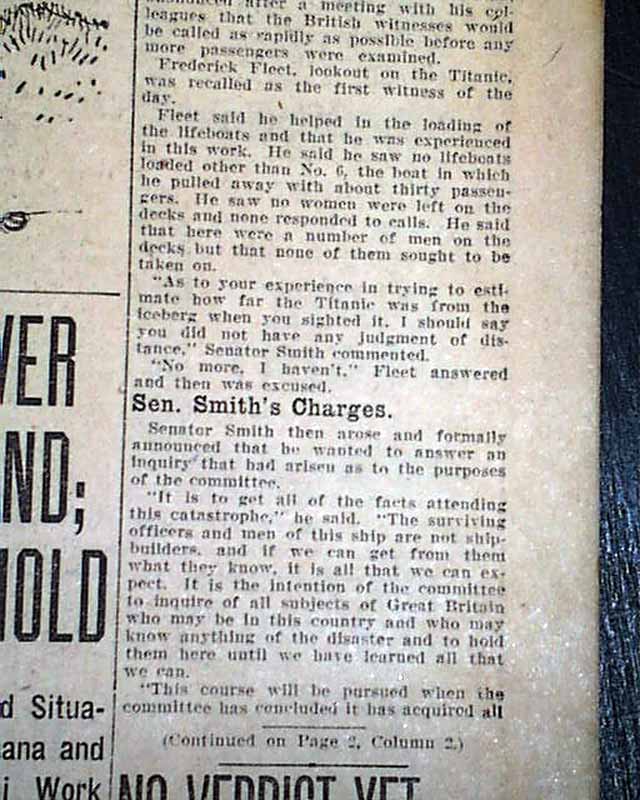 announced after a meeting with his col-
leagues that the British witnesses would
be called as rapidly as possible before any
more passengers were examined.
Frederick Fleet, lookout on the Titanic,
was recalled as the first witness of the
day.
Fleet said he helped in the loading of
the lifeboats and that he was experienced
in this work. He said he saw no lifeboats
loaded other than No. 6, the boat in which
he pulled away with about thirty passen-
gers. He saw no women were left on the
decks and none responded to calls. He said
that here were a number of men on the
decks but that none of them sought to be
taken on.
"As to your experience in trying to esti-
mate how far the Titanic was from the
iceberg when you sighted it, I should say
you did not have any judgment of dis-
tance," Senator Smith commented.
"No more, I haven't," Fleet answered
and then was excused.
Sen. Smith's Charges.
Senator Smith then arose and formally
announced that he wanted to answer an
inquiry that had arisen as to the purposes
of the committee.
"It is to get all of the facts attending
this catastrophe," he said. "The surviving
officers and men of this ship are not ship-
builders, and if we can get from them
what they know, it is all that we can ex-
pect. It is the intention of the committee
to inquire of all subjects of Great Britain
who may be in this country and who may
know anything of the disaster and to hold
them here until we have learned all that
we can.
"This course will be pursued when the
committee has concluded it has acquired all
(Continued on Page 2, Column 2.)
VER
ND;
HOLD
d Situa-
ana and
i Work
NO VERDICT YET